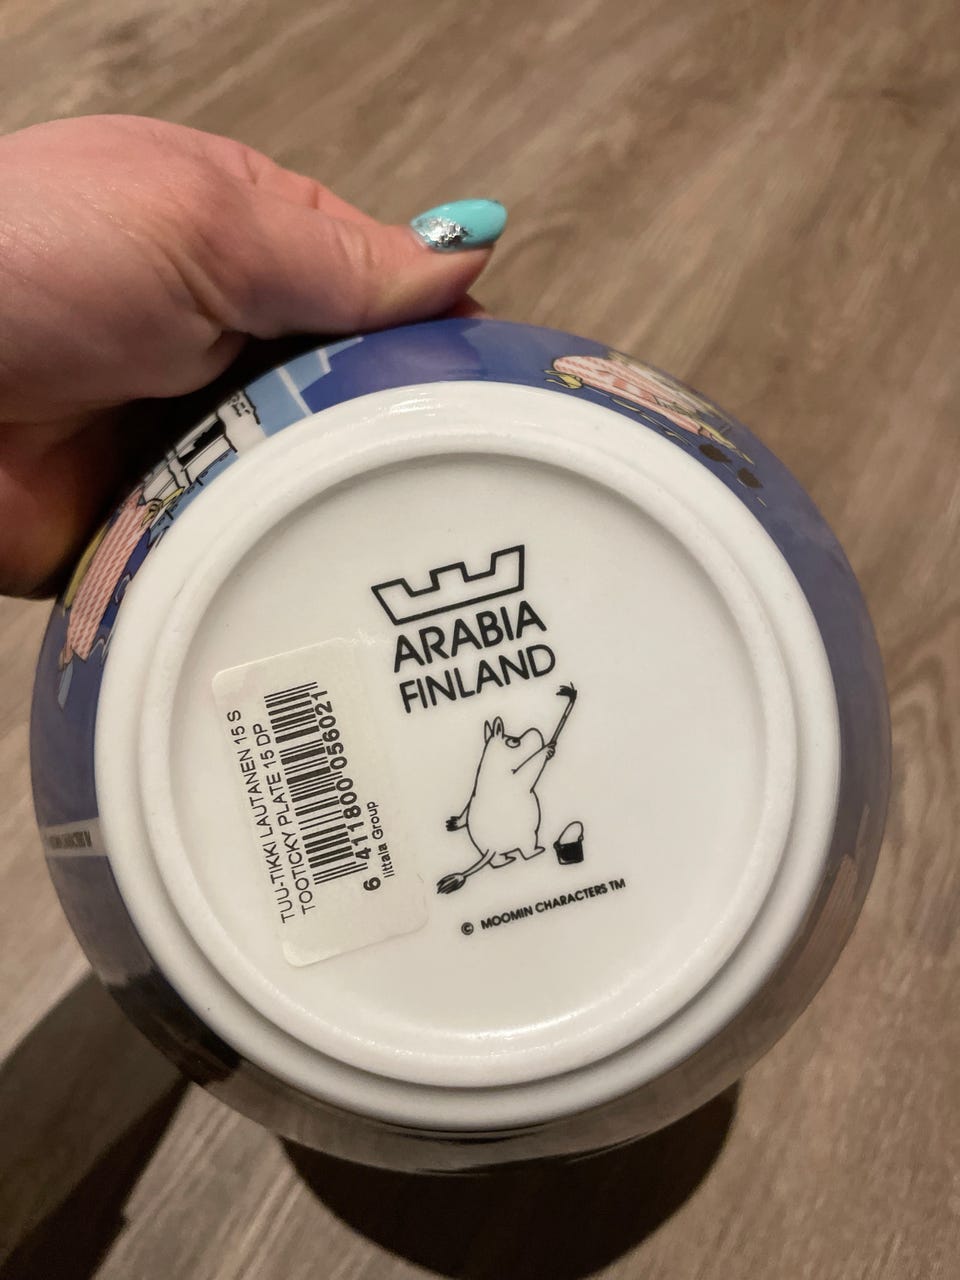 ARABIA
FINLAND
© MOOMIN CHARACTERS TM
TUU-TIKKI LAUTANEN 15 S
TOOTICKY PLATE 15 DP
6 411800 056021
Iittala Group